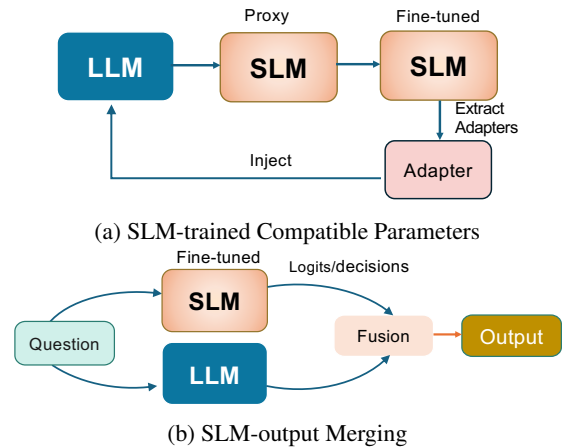 Proxy
Fine-tuned
LLM
SLM
SLM
Extract
Adapters
Inject
Adapter
(a) SLM-trained Compatible Parameters
Fine-tuned
Logits/decisions
SLM
Question
Fusion
Output
LLM
(b) SLM-output Merging